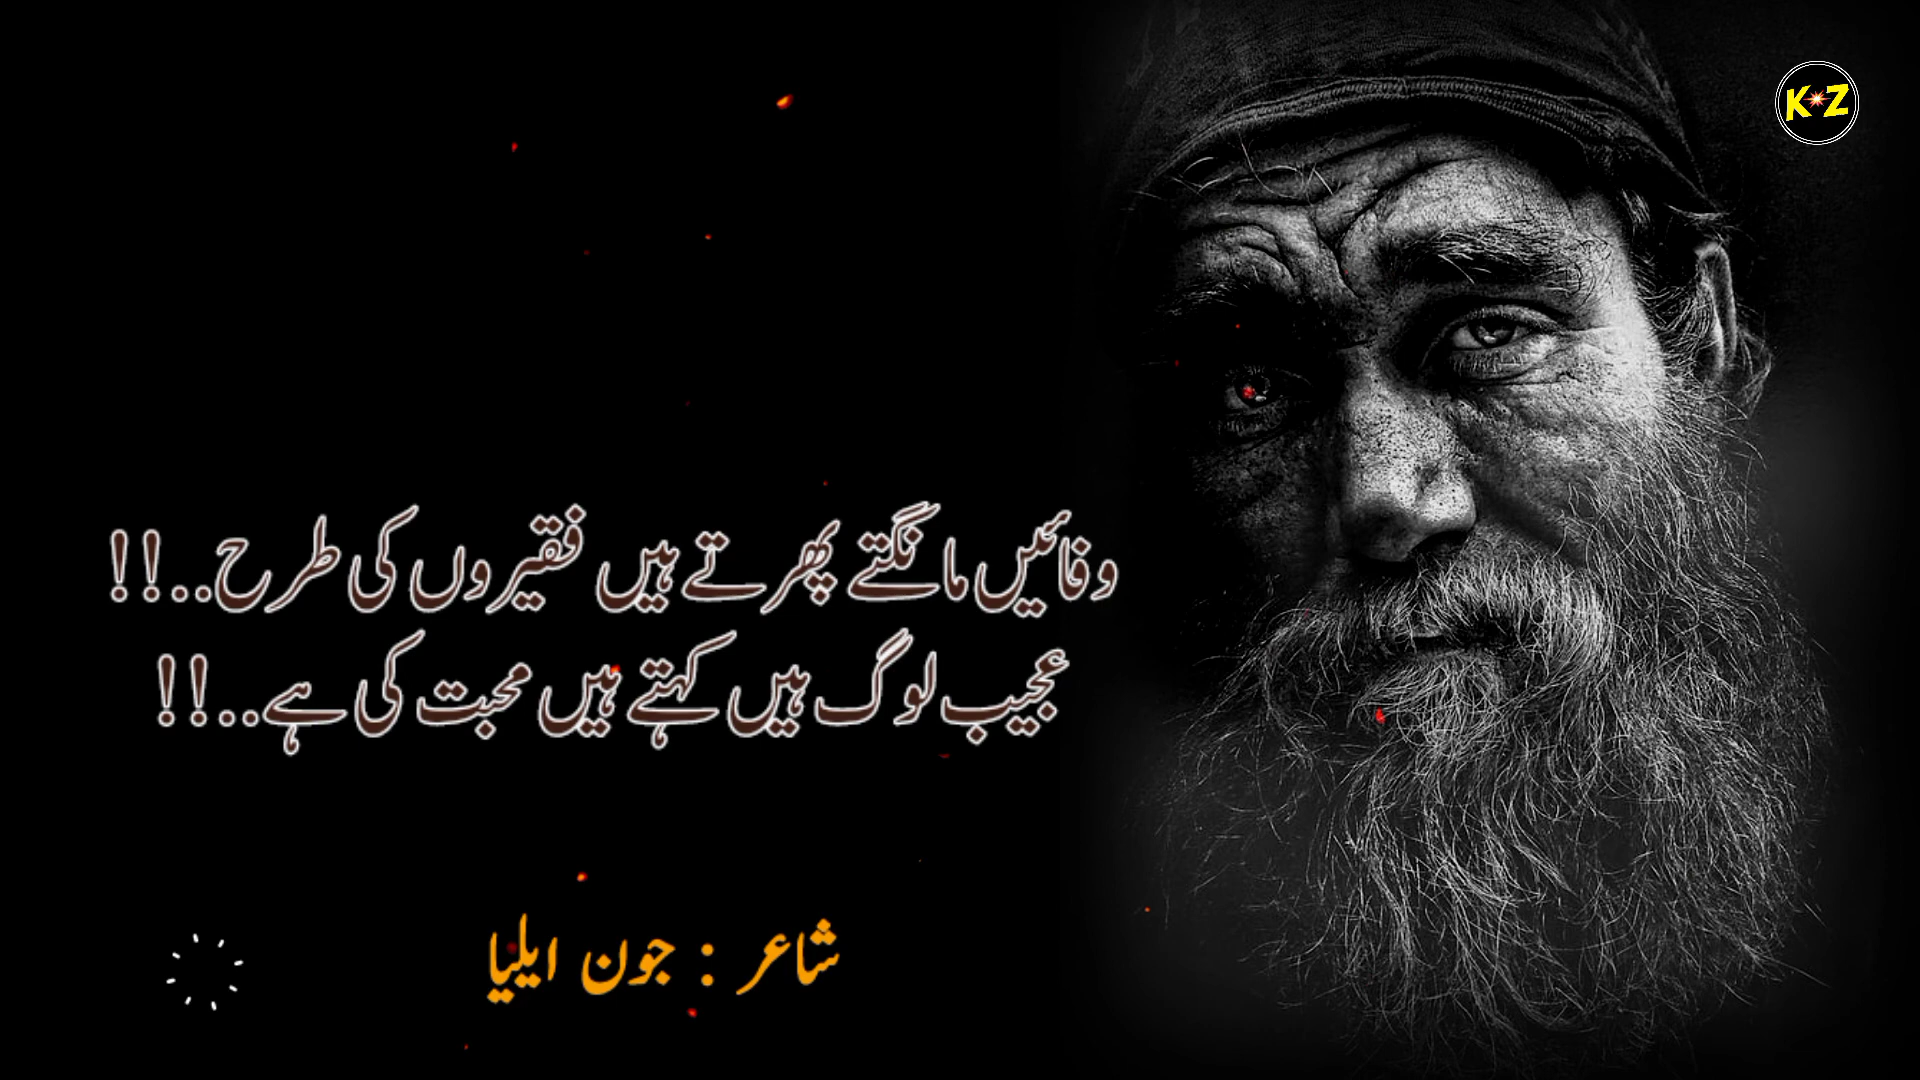 K Z
وفائیں مانگتے پھرتے ہیں فقیروں کی طرح..!!
عجیب لوگ ہیں کہتے ہیں محبت کی ہے..!!
شاعر : جون ایلیا